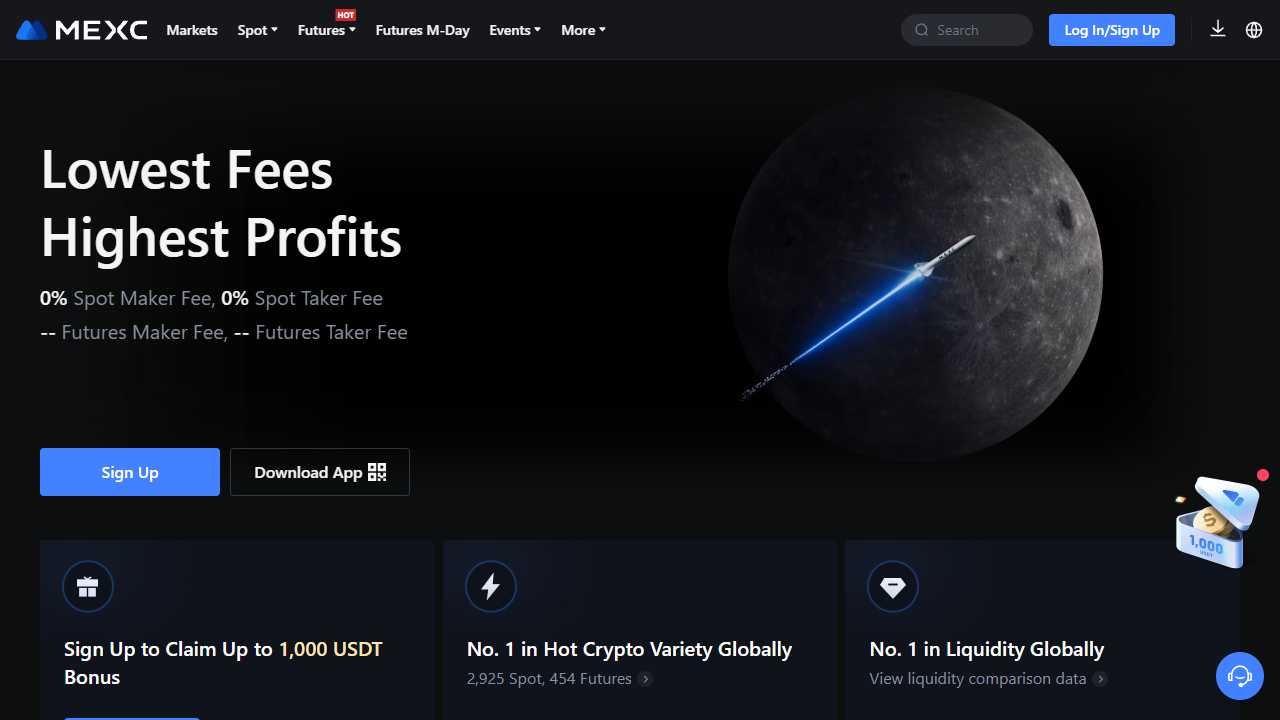 MEXC
Markets
Spot
Futures
HOT
Futures M-Day
Events
More
Search
Log In/Sign Up
Lowest Fees
Highest Profits
0% Spot Maker Fee, 0% Spot Taker Fee
-- Futures Maker Fee, -- Futures Taker Fee
Sign Up
Download App
1,000
USDT
Sign Up to Claim Up to 1,000 USDT
Bonus
No. 1 in Hot Crypto Variety Globally
2,925 Spot, 454 Futures
No. 1 in Liquidity Globally
View liquidity comparison data